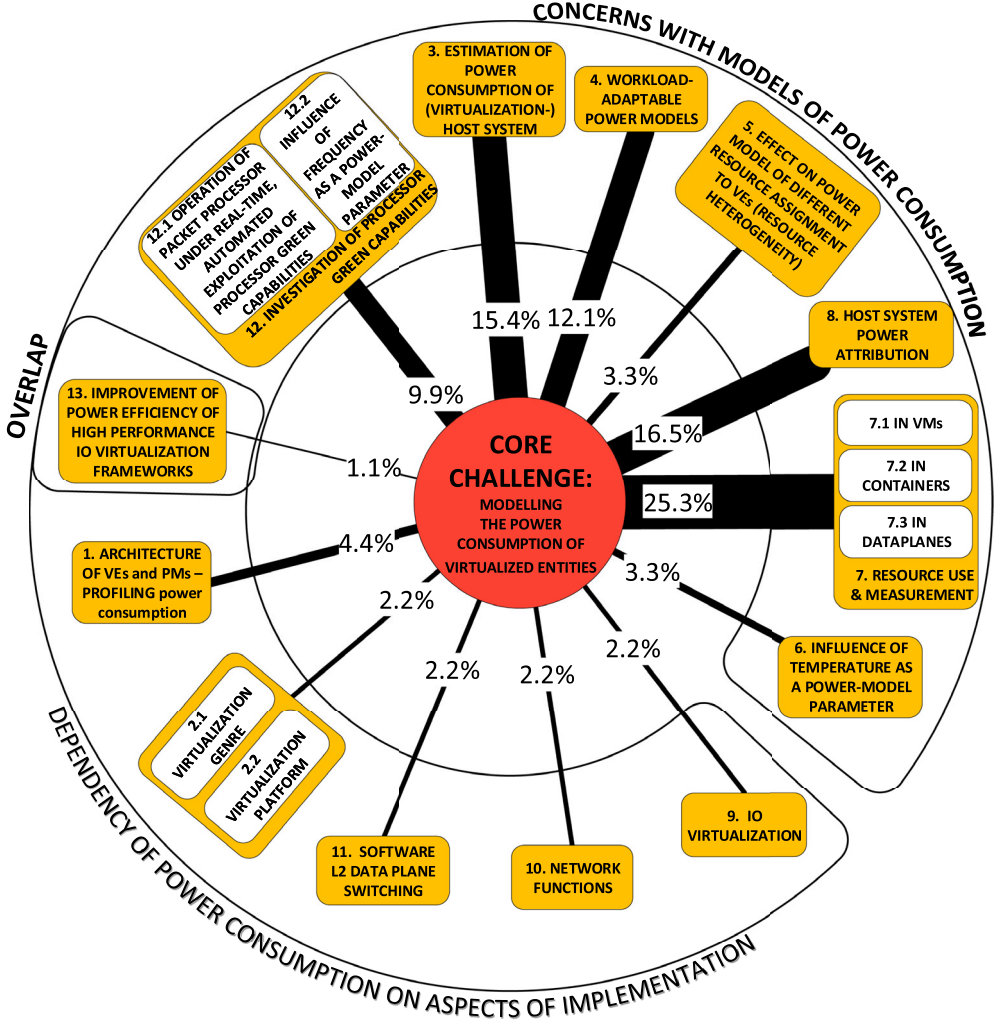 CONCERNS WITH MODELS OF POWER CONSUMPTION
3. ESTIMATION OF
POWER
CONSUMPTION OF
(VIRTUALIZATION-)
HOST SYSTEM
4. WORKLOAD-
ADAPTABLE
POWER MODELS
5. EFFECT ON POWER
MODEL OF DIFFERENT
RESOURCE ASSIGNMENT
TO VEs (RESOURCE
HETEROGENEITY)
8. HOST SYSTEM
POWER
ATTRIBUTION
7.1 IN VMs
7.2 IN
CONTAINERS
7.3 IN
DATAPLANES
7. RESOURCE USE
& MEASUREMENT
6. INFLUENCE OF
TEMPERATURE AS
A POWER-MODEL
PARAMETER
12.1 OPERATION OF
PACKET PROCESSOR
UNDER REAL-TIME,
AUTOMATED
EXPLOITATION OF
PROCESSOR GREEN
CAPABILITIES
12.2
INFLUENCE
OF
FREQUENCY
AS A POWER-
MODEL
PARAMETER
12. INVESTIGATION OF PROCESSOR
GREEN CAPABILITIES
OVERLAP
13. IMPROVEMENT OF
POWER EFFICIENCY OF
HIGH PERFORMANCE
IO VIRTUALIZATION
FRAMEWORKS
15.4%
12.1%
3.3%
16.5%
25.3%
3.3%
2.2%
2.2%
2.2%
2.2%
4.4%
1.1%
9.9%
CORE
CHALLENGE:
MODELLING
THE POWER
CONSUMPTION OF
VIRTUALIZED ENTITIES
1. ARCHITECTURE
OF VEs and PMs –
PROFILING power
consumption
2.1
VIRTUALIZATION
GENRE
2.2
VIRTUALIZATION
PLATFORM
11. SOFTWARE
L2 DATA PLANE
SWITCHING
10. NETWORK
FUNCTIONS
9. IO
VIRTUALIZATION
DEPENDENCY OF POWER CONSUMPTION ON ASPECTS OF IMPLEMENTATION